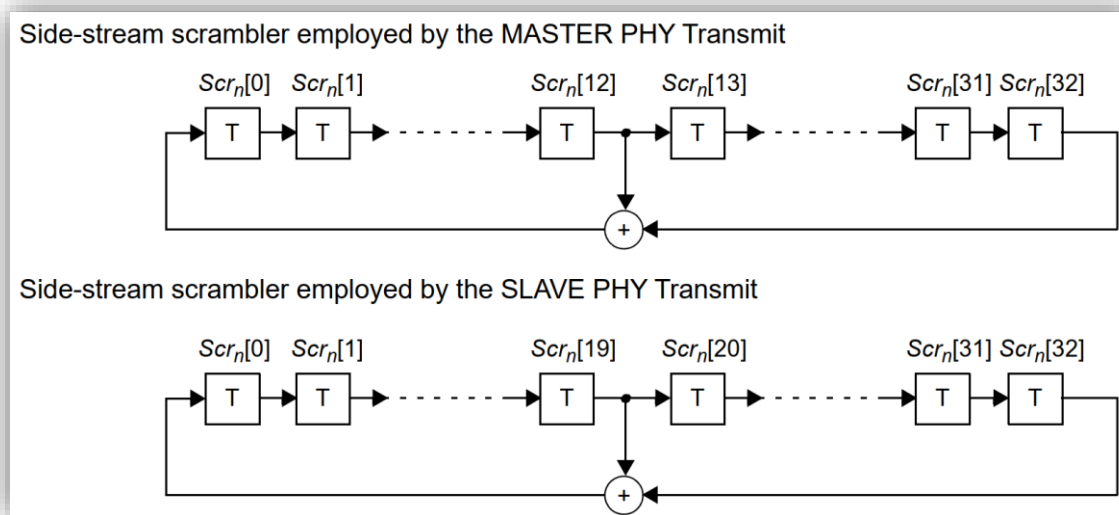 Side-stream scrambler employed by the MASTER PHY Transmit
Scrn[0] Scrn[1] Scrn[12] Scrn[13] Scrn[31] Scrn[32]
T T T T T T
+
Side-stream scrambler employed by the SLAVE PHY Transmit
Scrn[0] Scrn[1] Scrn[19] Scrn[20] Scrn[31] Scrn[32]
T T T T T T
+